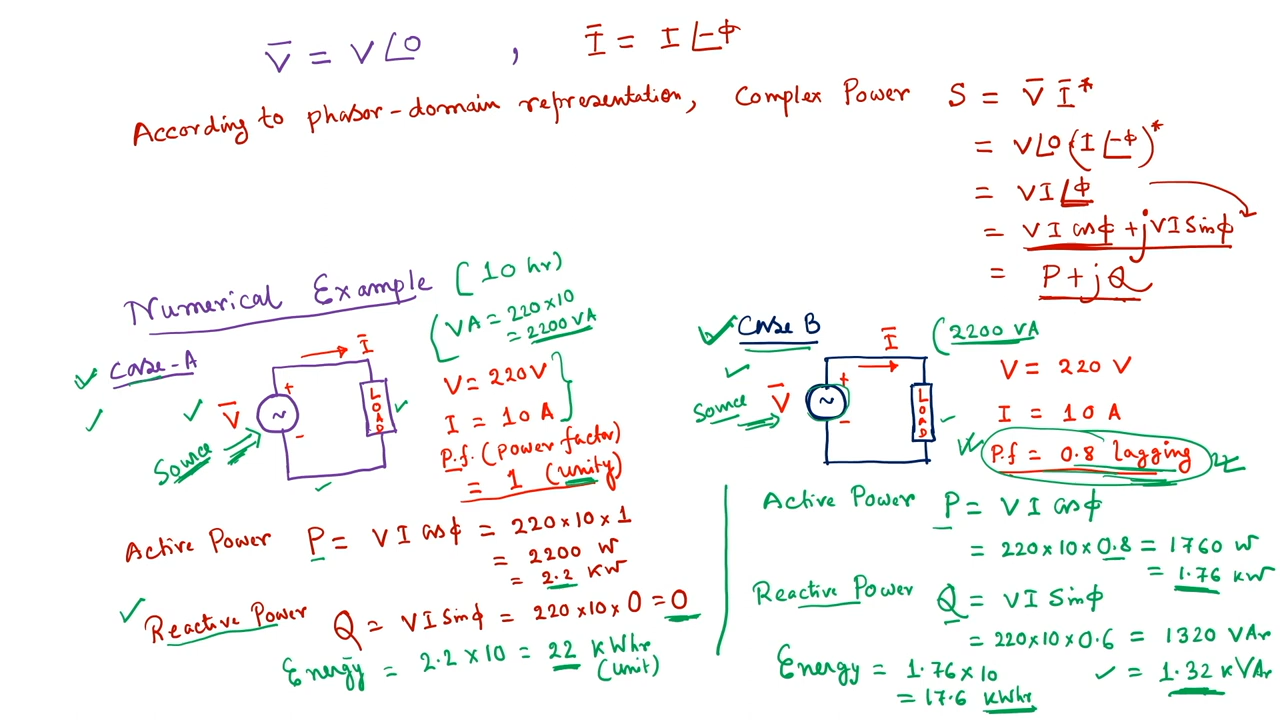 V̄ = V∠0 , Ī = I∠-ϕ
According to phasor-domain representation, Complex Power S = V̄ Ī*
= V∠0 (I∠-ϕ)*
= VI∠ϕ
= VI cosϕ + jVI Sinϕ
= P + jQ
Numerical Example (10 hr)
(VA = 220×10
= 2200 VA
Case-A
Ī
+
~
-
V̄
Source
LOAD
V = 220 V
I = 10 A
P.f. (Power factor)
= 1 (unity)
Active Power P = VI cosϕ = 220×10×1
= 2200 W
= 2.2 KW
Reactive Power Q = VI Sinϕ = 220×10×0 = 0
Energy = 2.2×10 = 22 kWhr
(unit)
Case B
(2200 VA
Ī
+
~
-
V̄
Source
LOAD
V = 220 V
I = 10 A
P.f = 0.8 lagging
Active Power P = VI cosϕ
= 220×10×0.8 = 1760 W
= 1.76 kW
Reactive Power Q = VI Sinϕ
= 220×10×0.6 = 1320 VAr
= 1.32 kVAr
Energy = 1.76×10
= 17.6 kWhr